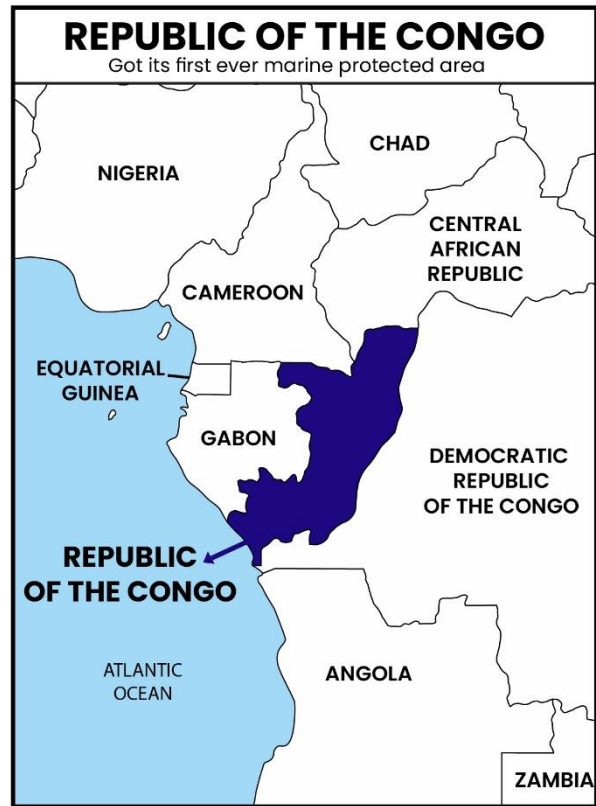 REPUBLIC OF THE CONGO
Got its first ever marine protected area
CHAD
NIGERIA
CENTRAL
AFRICAN
REPUBLIC
CAMEROON
EQUATORIAL
GUINEA
GABON
DEMOCRATIC
REPUBLIC
OF THE CONGO
REPUBLIC
OF THE CONGO
ATLANTIC
OCEAN
ANGOLA
ZAMBIA